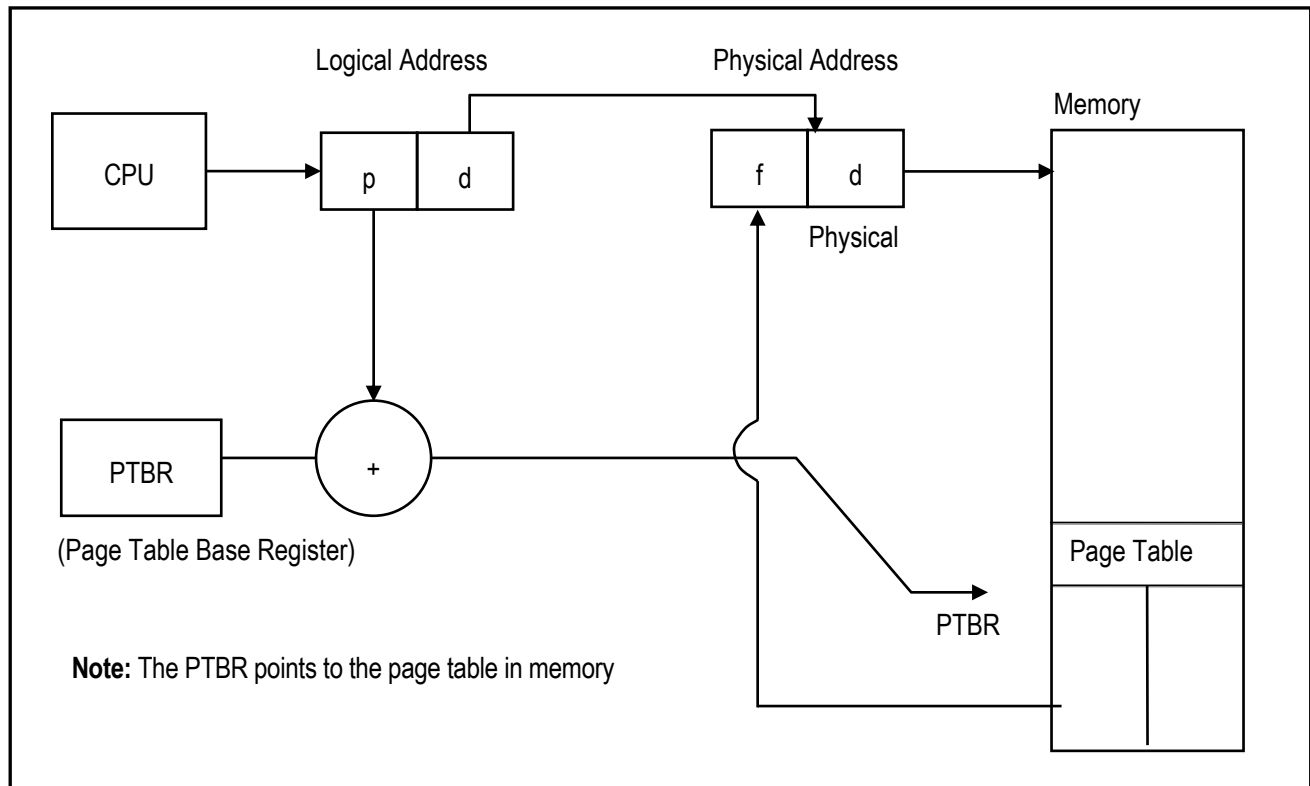 Logical Address
Physical Address
Memory
CPU
p
d
f
d
Physical
PTBR
+
(Page Table Base Register)
Page Table
PTBR
Note: The PTBR points to the page table in memory